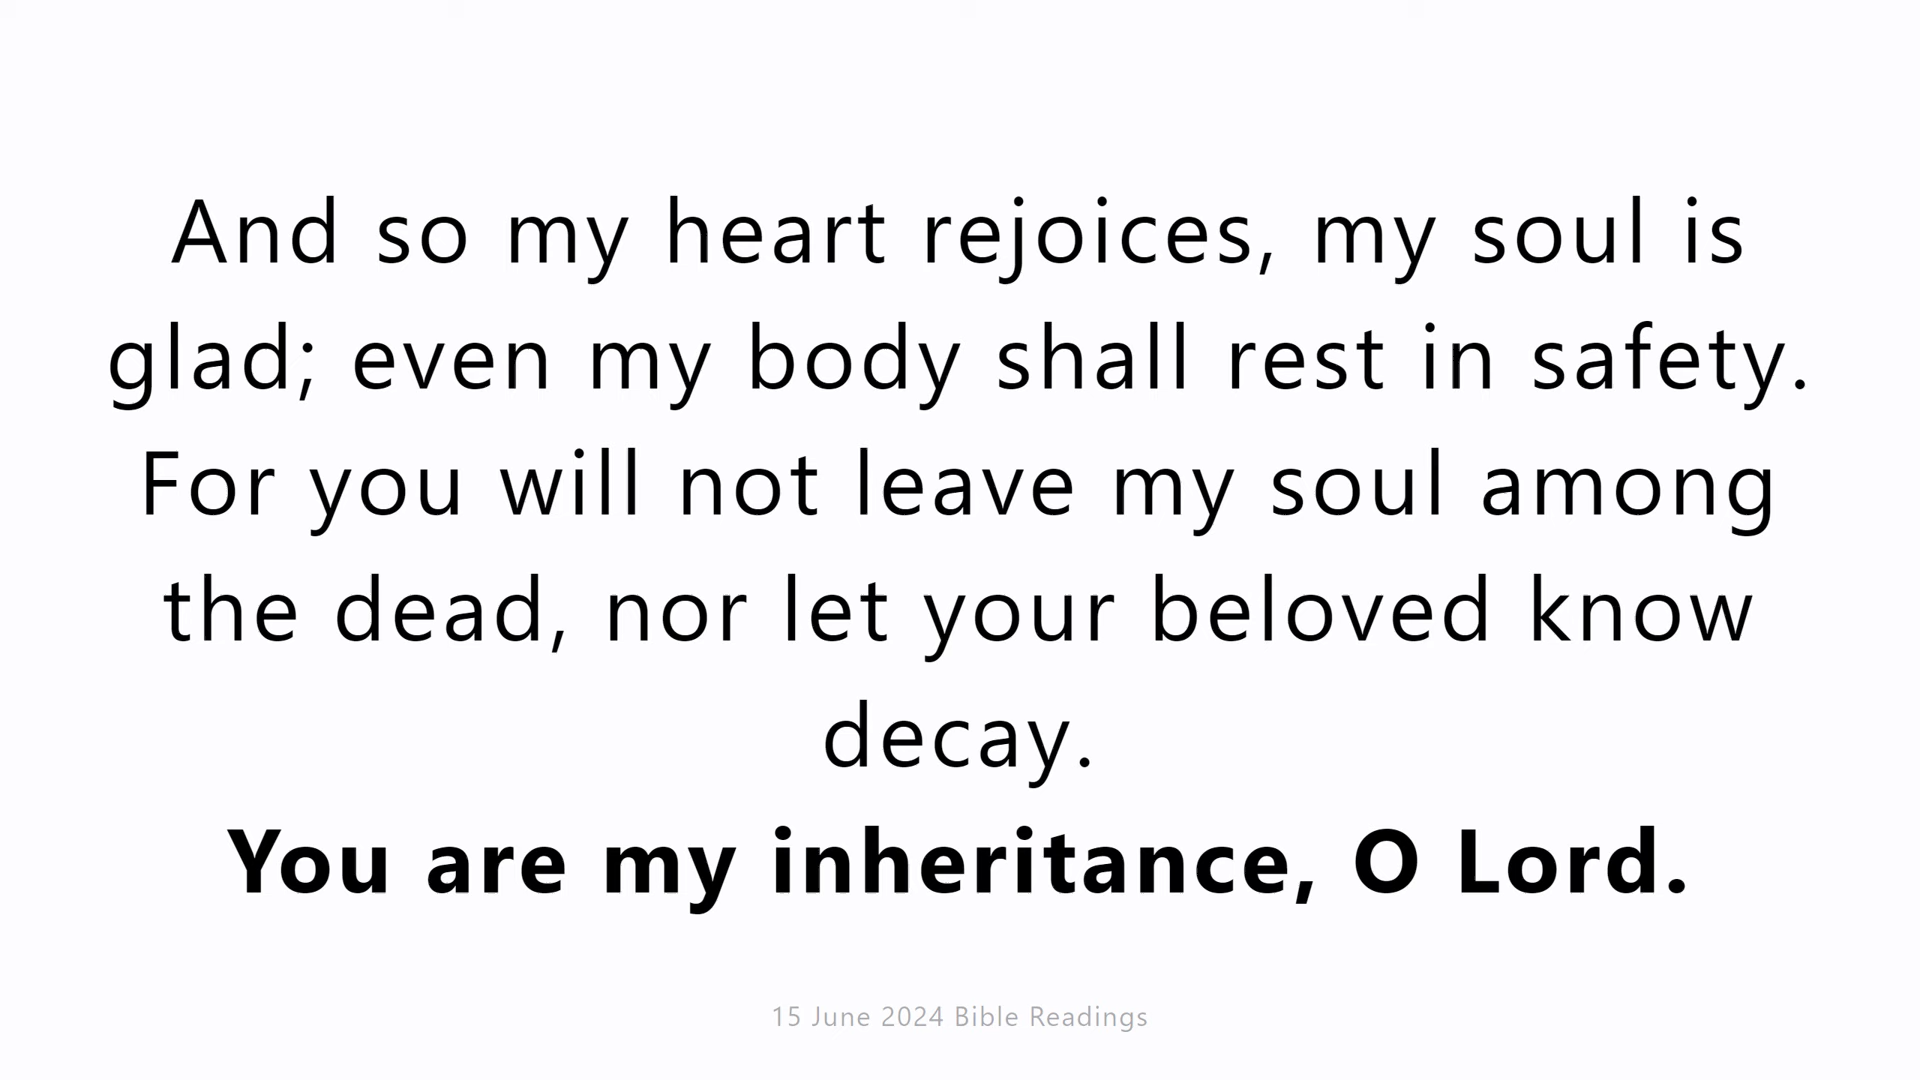 And so my heart rejoices, my soul is
glad; even my body shall rest in safety.
For you will not leave my soul among
the dead, nor let your beloved know
decay.
You are my inheritance, O Lord.
15 June 2024 Bible Readings